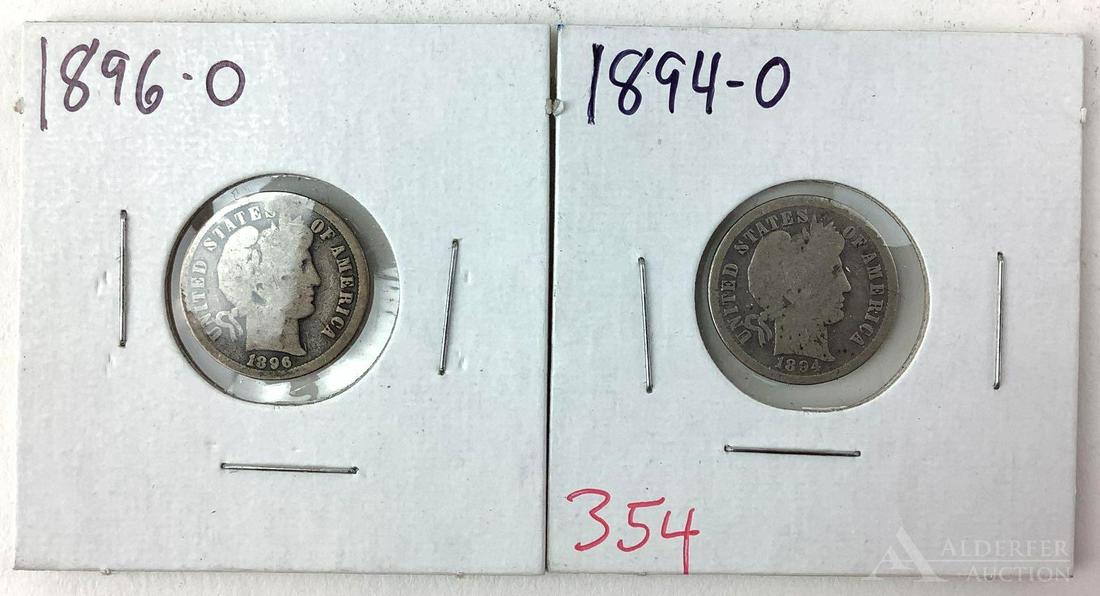 1896-O
1894-O
UNITED STATES OF AMERICA
1896
UNITED STATES OF AMERICA
1894
354
ALDERFER
AUCTION